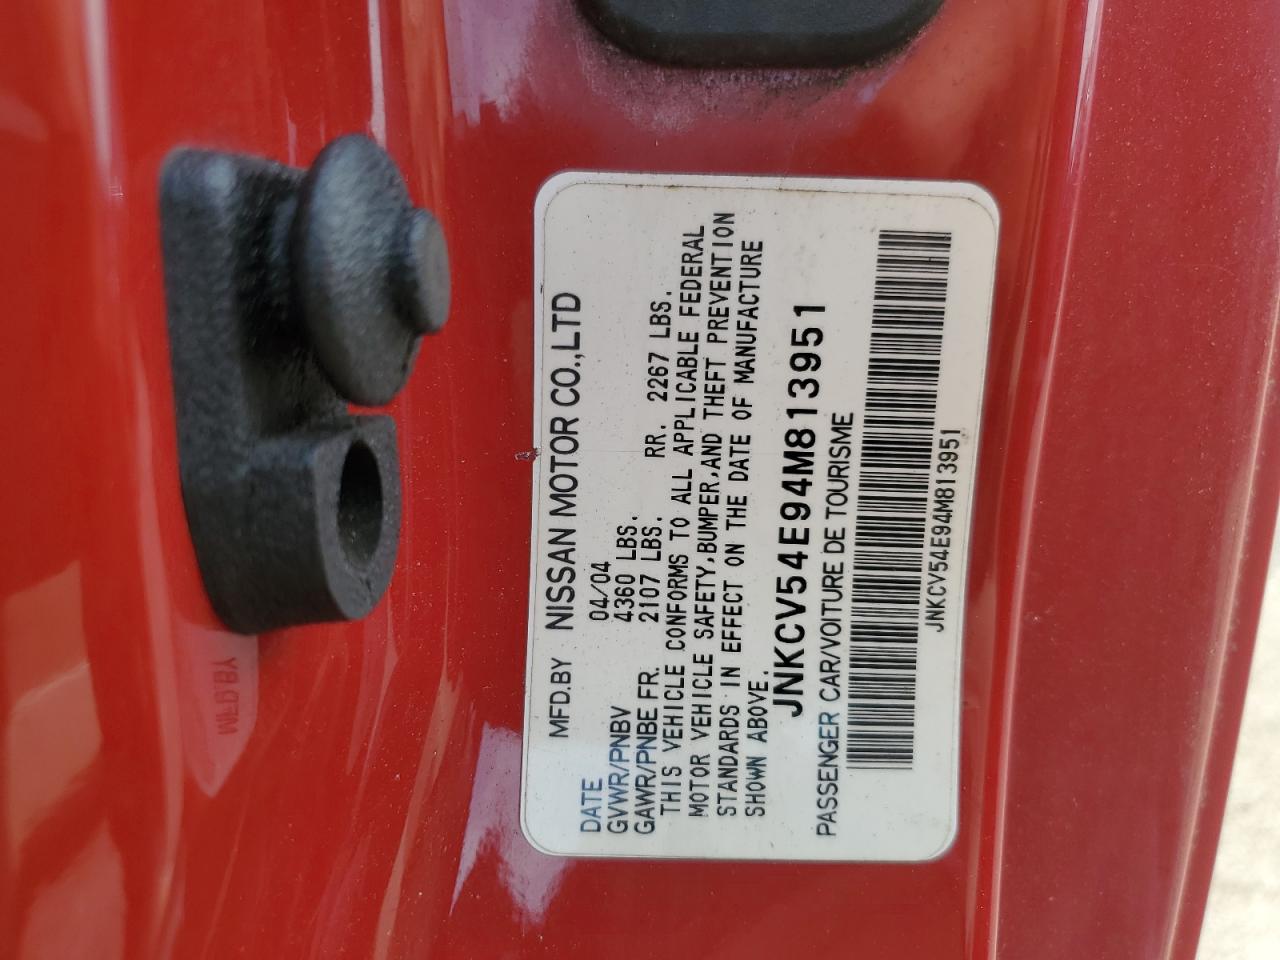 MFD.BY NISSAN MOTOR CO.,LTD
DATE 04/04
GVWR/PNBV 4360 LBS.
GAWR/PNBE FR. 2107 LBS. RR. 2267 LBS.
THIS VEHICLE CONFORMS TO ALL APPLICABLE FEDERAL
MOTOR VEHICLE SAFETY,BUMPER,AND THEFT PREVENTION
STANDARDS IN EFFECT ON THE DATE OF MANUFACTURE
SHOWN ABOVE.
JNKCV54E94M813951
PASSENGER CAR/VOITURE DE TOURISME
JNKCV54E94M813951